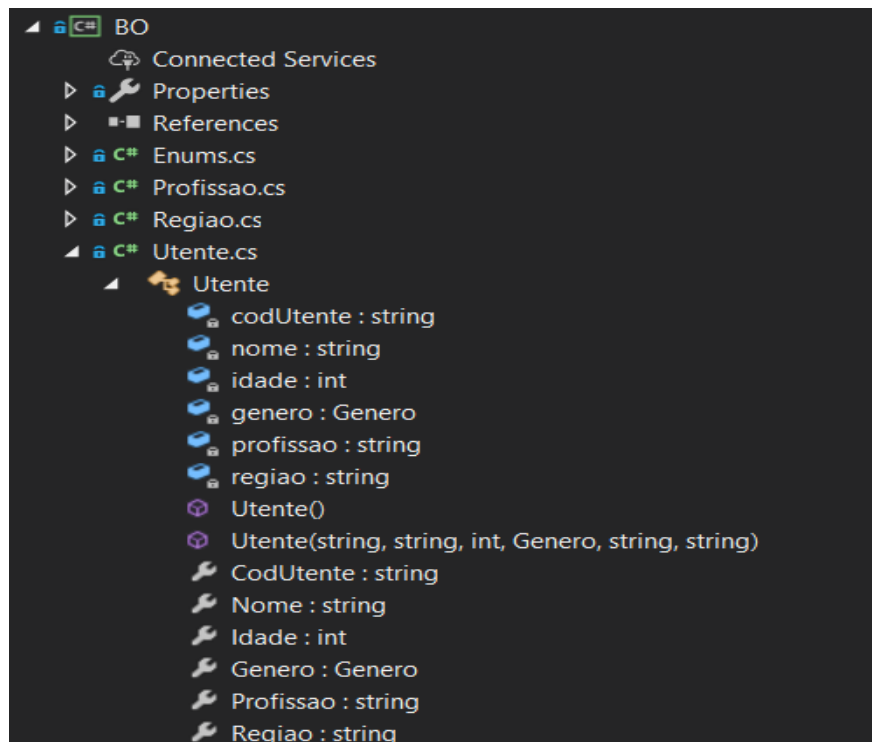 C# BO
Connected Services
Properties
References
C# Enums.cs
C# Profissao.cs
C# Regiao.cs
C# Utente.cs
Utente
codUtente : string
nome : string
idade : int
genero : Genero
profissao : string
regiao : string
Utente()
Utente(string, string, int, Genero, string, string)
CodUtente : string
Nome : string
Idade : int
Genero : Genero
Profissao : string
Regiao : string